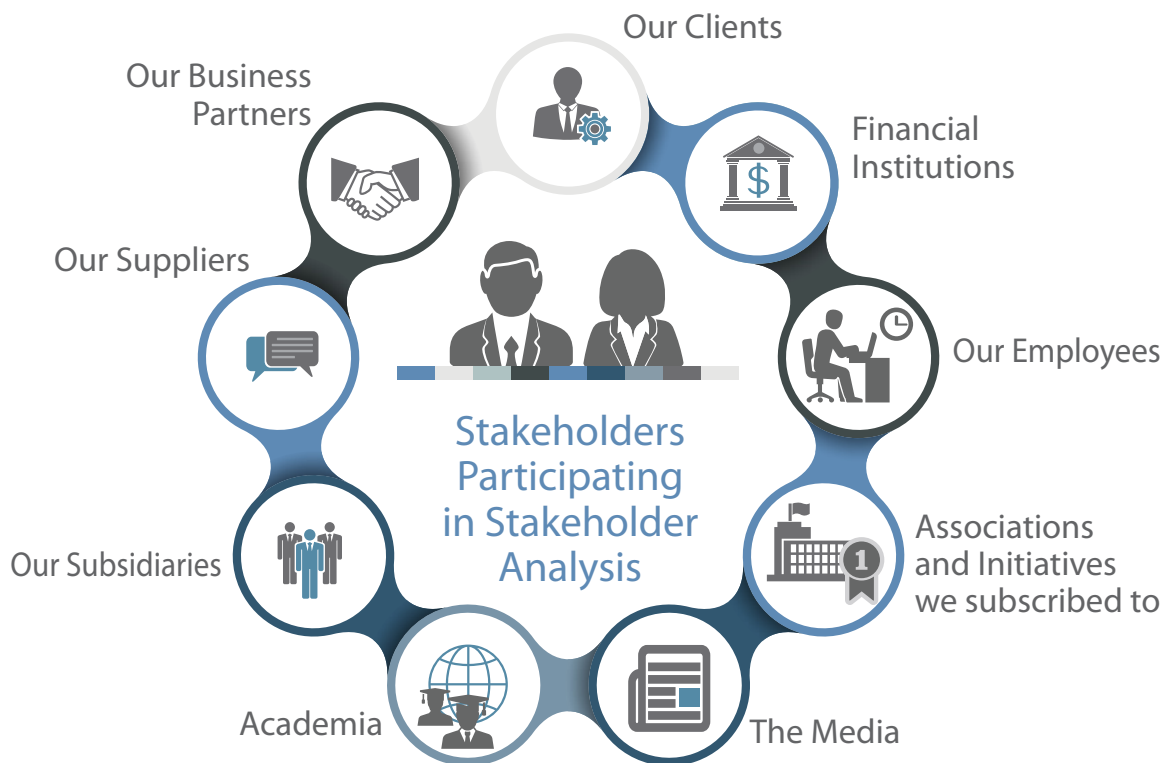 Our Clients
Our Business
Partners
Financial
Institutions
$
Our Suppliers
Our Employees
Stakeholders
Participating
in Stakeholder
Analysis
Associations
and Initiatives
we subscribed to
1
Our Subsidiaries
Academia
The Media